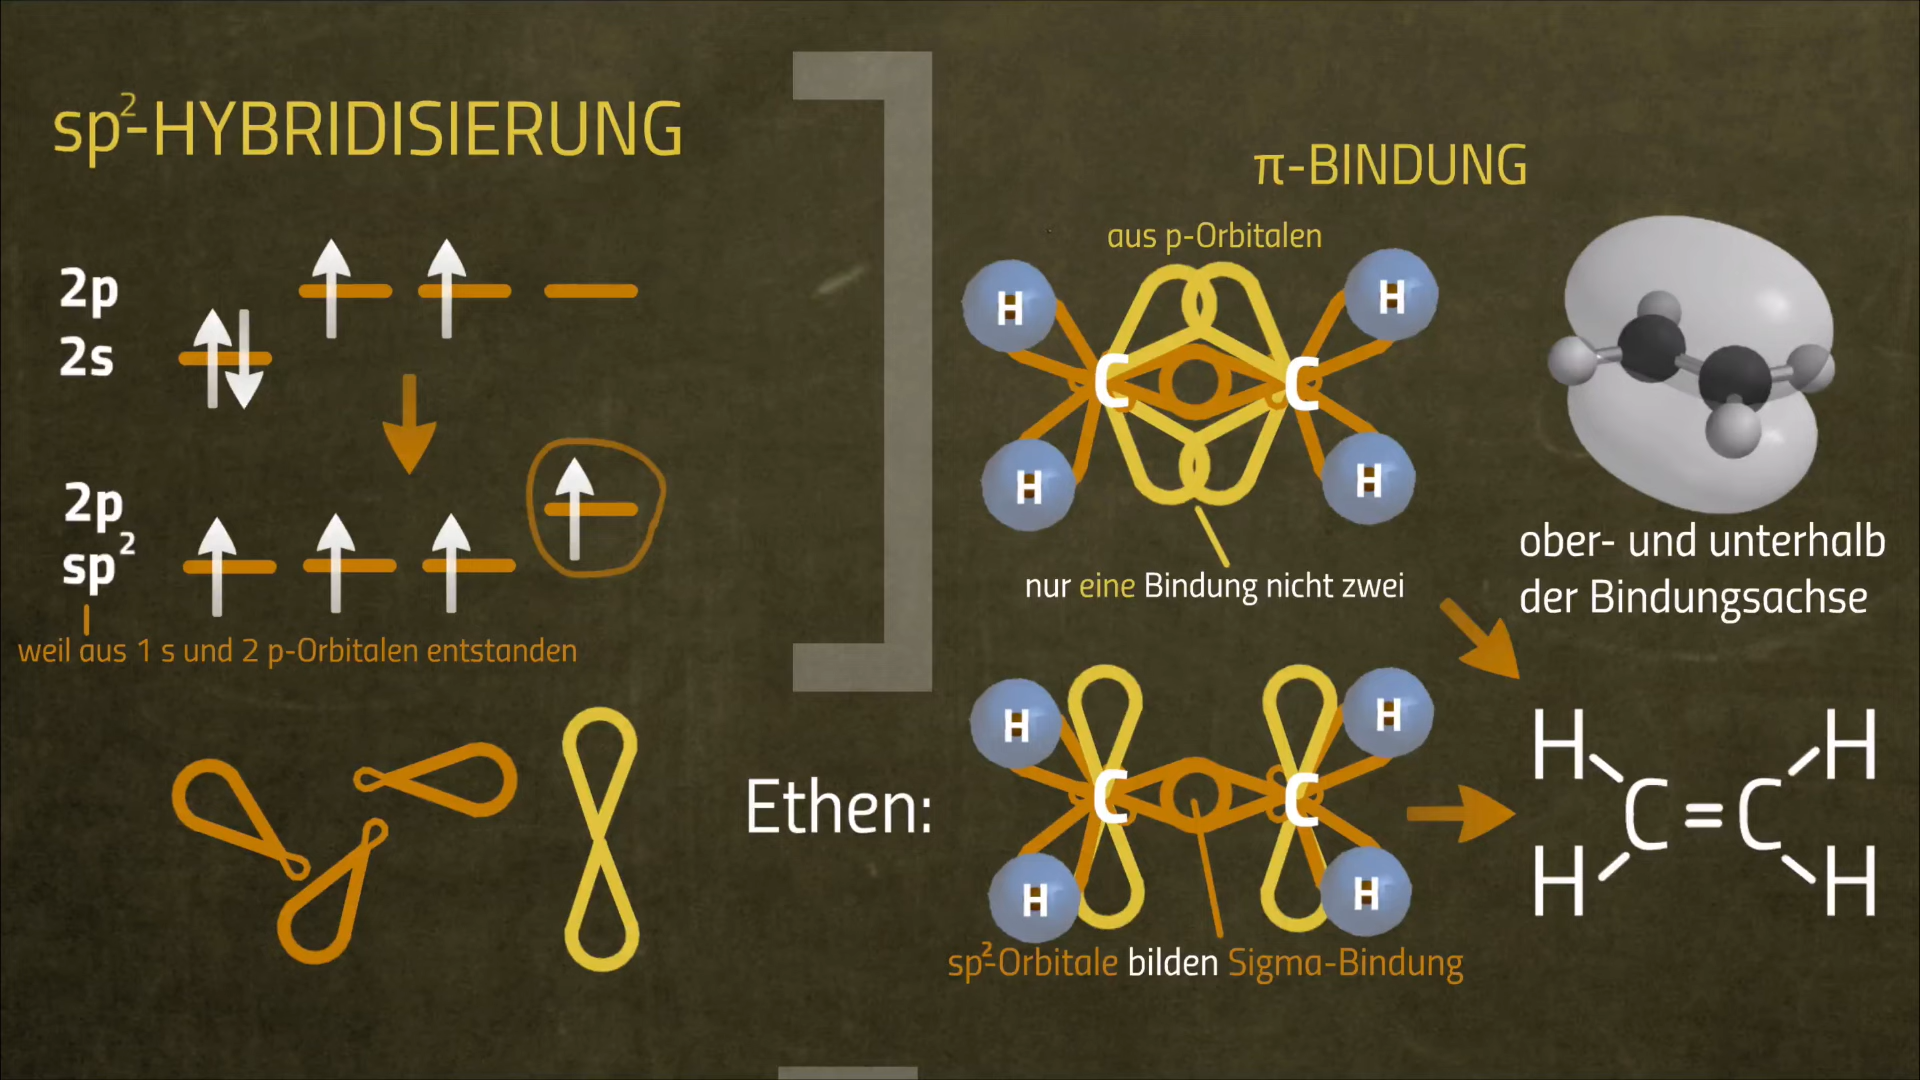 sp²-HYBRIDISIERUNG
2p
2s
2p
sp²
weil aus 1 s und 2 p-Orbitalen entstanden
π-BINDUNG
aus p-Orbitalen
H
H
C
C
H
H
nur eine Bindung nicht zwei
ober- und unterhalb
der Bindungsachse
Ethen:
H
H
C
C
H
H
sp²-Orbitale bilden Sigma-Bindung
H H
C = C
H H